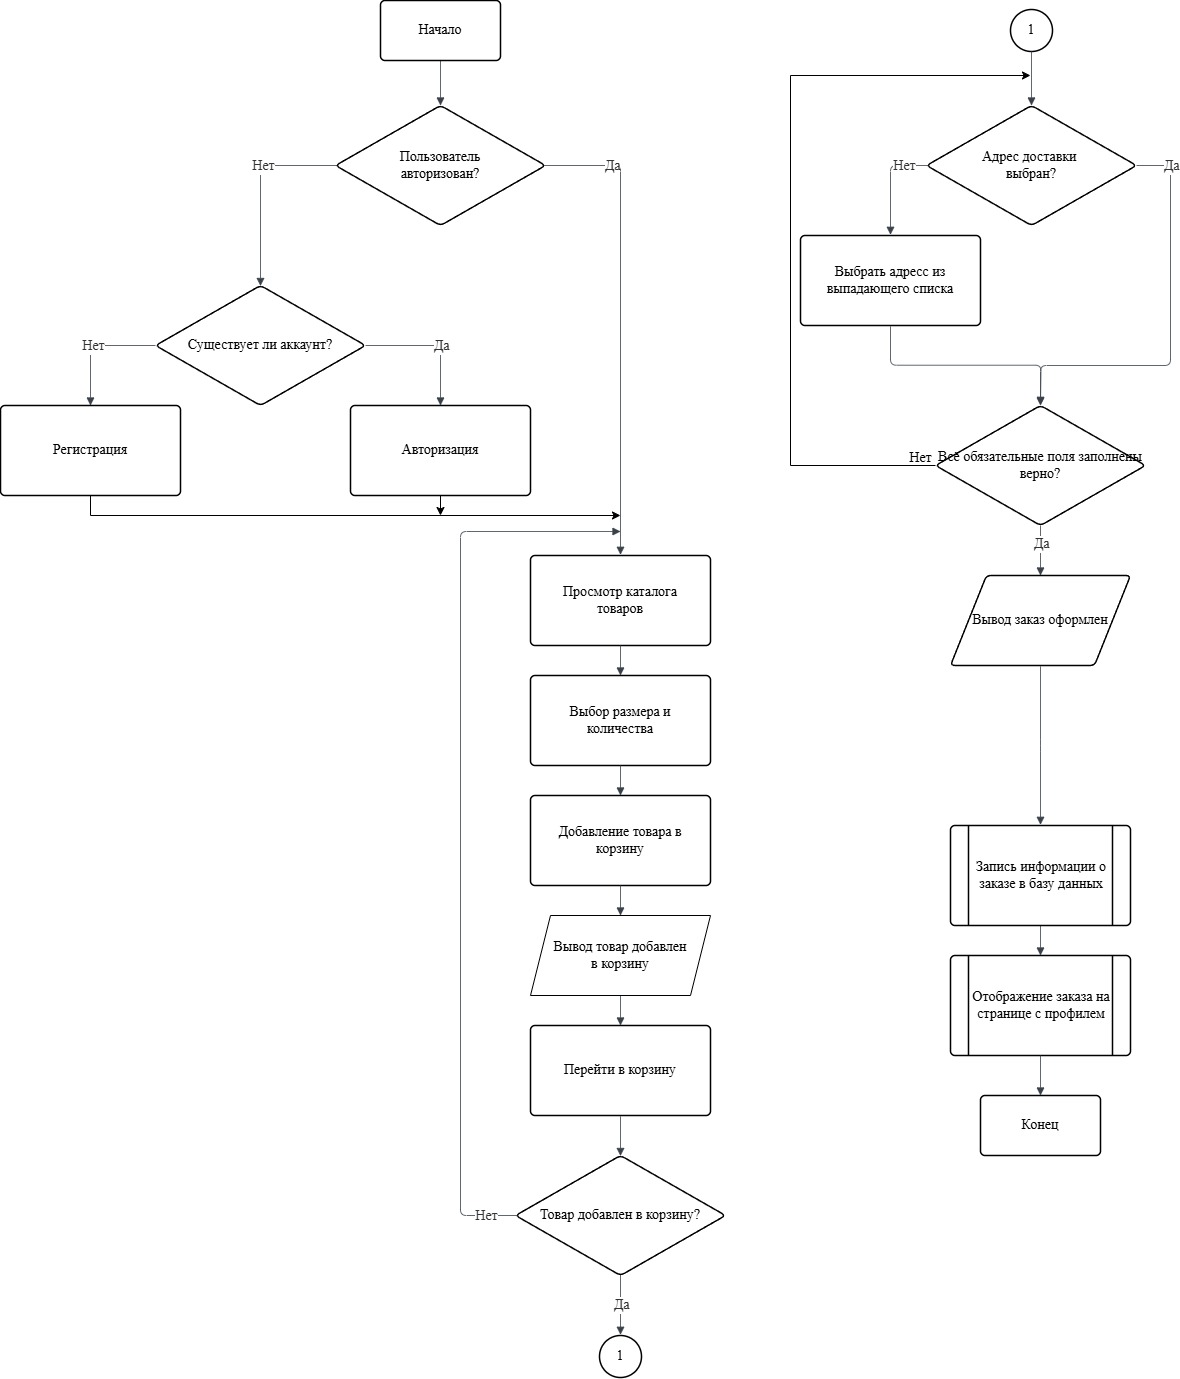 Начало
Пользователь
авторизован?
Нет
Да
Существует ли аккаунт?
Нет
Да
Регистрация
Авторизация
Просмотр каталога
товаров
Выбор размера и
количества
Добавление товара в
корзину
Вывод товар добавлен
в корзину
Перейти в корзину
Товар добавлен в корзину?
Нет
Да
1
1
Адрес доставки
выбран?
Нет
Да
Выбрать адресс из
выпадающего списка
Все обязательные поля заполнены
верно?
Нет
Да
Вывод заказ оформлен
Запись информации о
заказе в базу данных
Отображение заказа на
странице с профилем
Конец